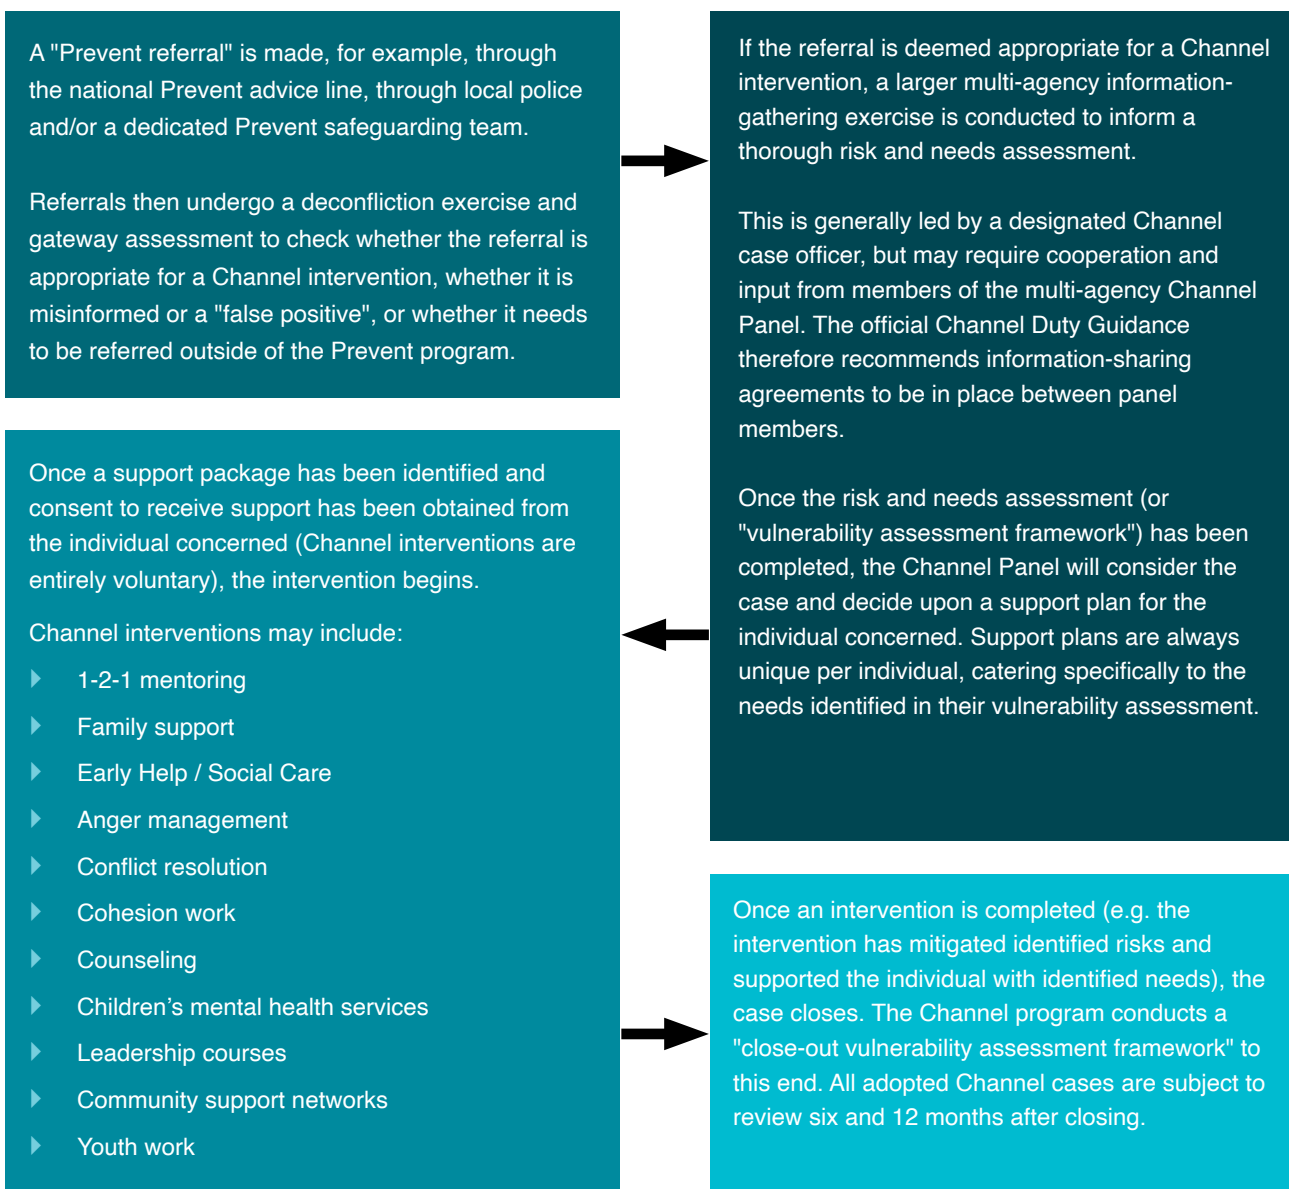 A "Prevent referral" is made, for example, through
the national Prevent advice line, through local police
and/or a dedicated Prevent safeguarding team.
Referrals then undergo a deconfliction exercise and
gateway assessment to check whether the referral is
appropriate for a Channel intervention, whether it is
misinformed or a "false positive", or whether it needs
to be referred outside of the Prevent program.
If the referral is deemed appropriate for a Channel
intervention, a larger multi-agency information-
gathering exercise is conducted to inform a
thorough risk and needs assessment.
This is generally led by a designated Channel
case officer, but may require cooperation and
input from members of the multi-agency Channel
Panel. The official Channel Duty Guidance
therefore recommends information-sharing
agreements to be in place between panel
members.
Once the risk and needs assessment (or
"vulnerability assessment framework") has been
completed, the Channel Panel will consider the
case and decide upon a support plan for the
individual concerned. Support plans are always
unique per individual, catering specifically to the
needs identified in their vulnerability assessment.
Once a support package has been identified and
consent to receive support has been obtained from
the individual concerned (Channel interventions are
entirely voluntary), the intervention begins.
Channel interventions may include:
1-2-1 mentoring
Family support
Early Help / Social Care
Anger management
Conflict resolution
Cohesion work
Counseling
Children's mental health services
Leadership courses
Community support networks
Youth work
Once an intervention is completed (e.g. the
intervention has mitigated identified risks and
supported the individual with identified needs), the
case closes. The Channel program conducts a
"close-out vulnerability assessment framework" to
this end. All adopted Channel cases are subject to
review six and 12 months after closing.